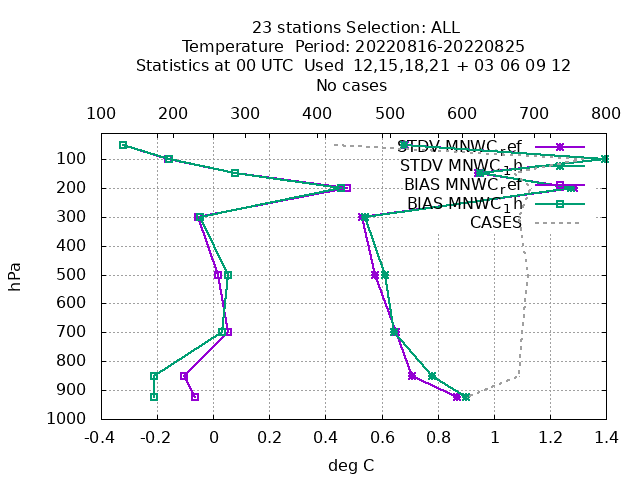 23 stations Selection: ALL
Temperature  Period: 20220816-20220825
Statistics at 00 UTC  Used  12,15,18,21 + 03 06 09 12
No cases
100 200 300 400 500 600 700 800
STDV MNWC_ref
STDV MNWC_1h
BIAS MNWC_ref
BIAS MNWC_1h
CASES
100
200
300
400
500
600
700
800
900
1000
hPa
-0.4 -0.2 0 0.2 0.4 0.6 0.8 1 1.2 1.4
deg C